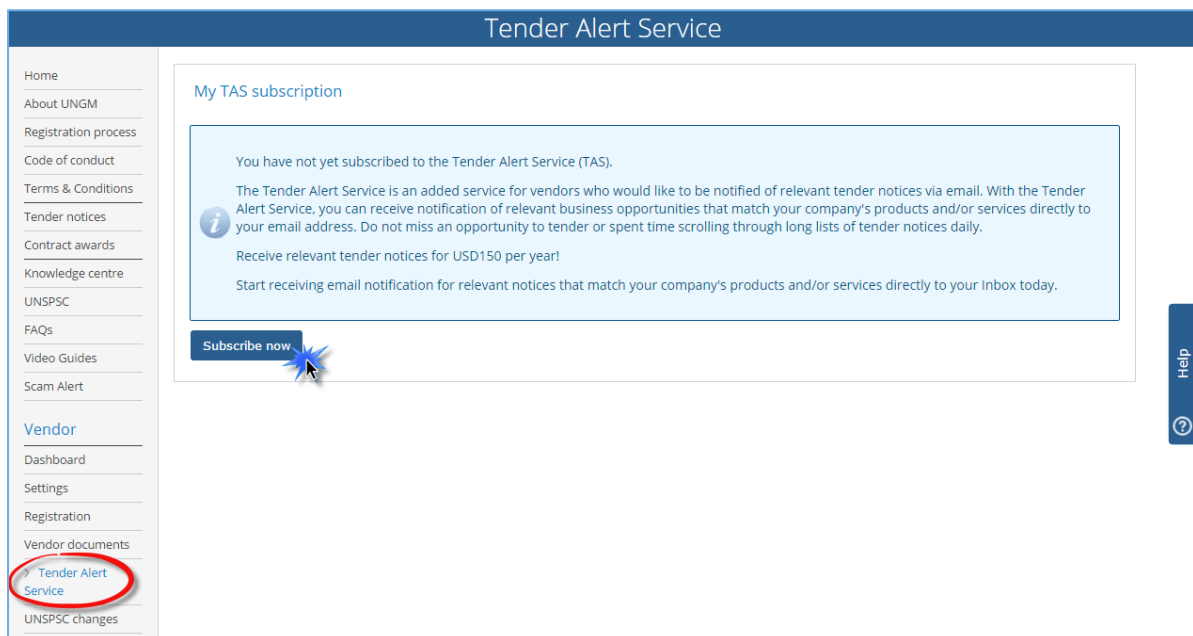 Tender Alert Service
Home
About UNGM
Registration process
Code of conduct
Terms & Conditions
Tender notices
Contract awards
Knowledge centre
UNSPSC
FAQs
Video Guides
Scam Alert
Vendor
Dashboard
Settings
Registration
Vendor documents
> Tender Alert
Service
UNSPSC changes
My TAS subscription
i
You have not yet subscribed to the Tender Alert Service (TAS).
The Tender Alert Service is an added service for vendors who would like to be notified of relevant tender notices via email. With the Tender
Alert Service, you can receive notification of relevant business opportunities that match your company's products and/or services directly to
your email address. Do not miss an opportunity to tender or spent time scrolling through long lists of tender notices daily.
Receive relevant tender notices for USD150 per year!
Start receiving email notification for relevant notices that match your company's products and/or services directly to your Inbox today.
Subscribe now
Help
?